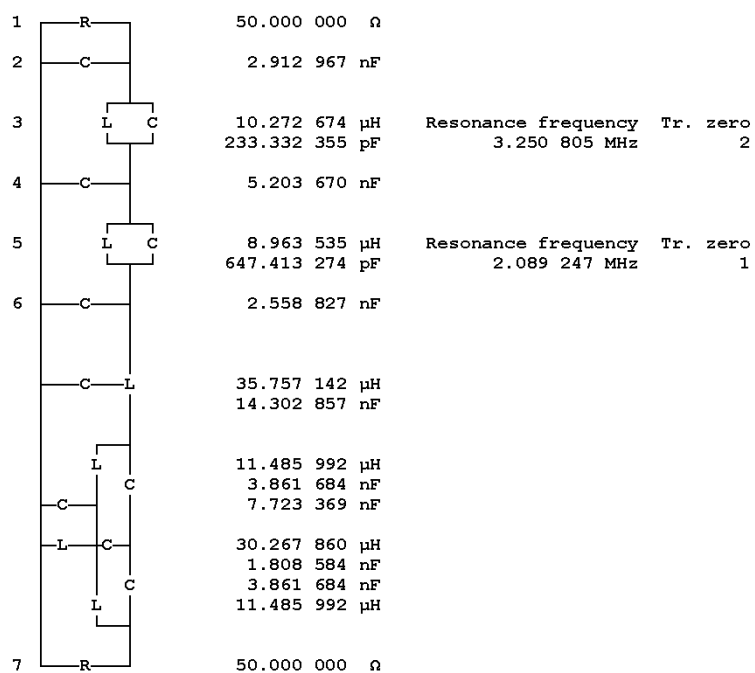 1 R 50.000 000 Ω
2 C 2.912 967 nF
3 L C 10.272 674 µH Resonance frequency Tr. zero
233.332 355 pF 3.250 805 MHz 2
4 C 5.203 670 nF
5 L C 8.963 535 µH Resonance frequency Tr. zero
647.413 274 pF 2.089 247 MHz 1
6 C 2.558 827 nF
C L 35.757 142 µH
14.302 857 nF
L 11.485 992 µH
C 3.861 684 nF
C 7.723 369 nF
L C 30.267 860 µH
1.808 584 nF
C 3.861 684 nF
L 11.485 992 µH
7 R 50.000 000 Ω